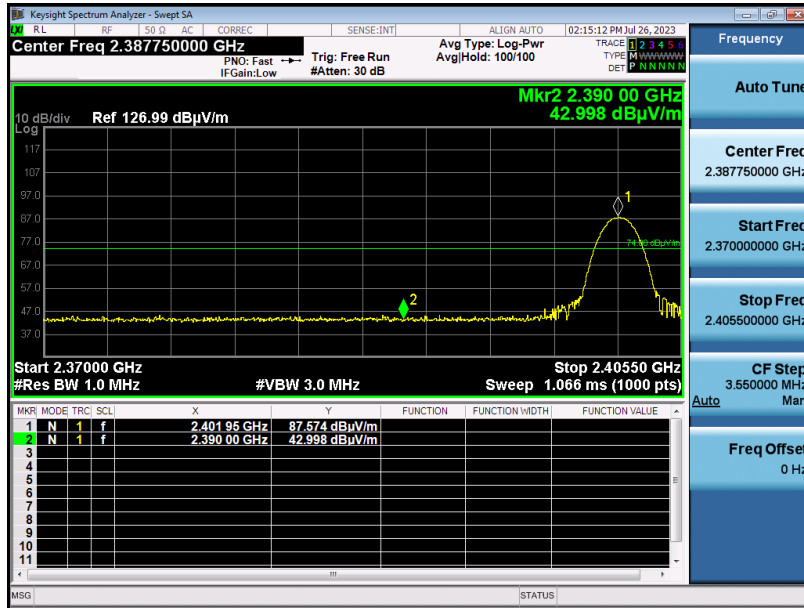 Keysight Spectrum Analyzer - Swept SA
LXI RL RF 50 Ω AC CORREC SENSE:INT ALIGN AUTO 02:15:12 PM Jul 26, 2023
Center Freq 2.387750000 GHz
PNO: Fast
IFGain:Low
Trig: Free Run
#Atten: 30 dB
Avg Type: Log-Pwr
Avg|Hold: 100/100
TRACE 1 2 3 4 5 6
TYPE M WWWWW
DET P N N N N N
Mkr2 2.390 00 GHz
42.998 dBµV/m
10 dB/div Ref 126.99 dBµV/m
Log
117
107
97.0
87.0
77.0
67.0
57.0
47.0
37.0
1
74.00 dBµV/m
2
Start 2.37000 GHz Stop 2.40550 GHz
#Res BW 1.0 MHz #VBW 3.0 MHz Sweep 1.066 ms (1000 pts)
MKR MODE TRC SCL X Y FUNCTION FUNCTION WIDTH FUNCTION VALUE
1 N 1 f 2.401 95 GHz 87.574 dBµV/m
2 N 1 f 2.390 00 GHz 42.998 dBµV/m
3
4
5
6
7
8
9
10
11
MSG STATUS
Frequency
Auto Tune
Center Freq
2.387750000 GHz
Start Freq
2.370000000 GHz
Stop Freq
2.405500000 GHz
CF Step
3.550000 MHz
Auto Man
Freq Offset
0 Hz